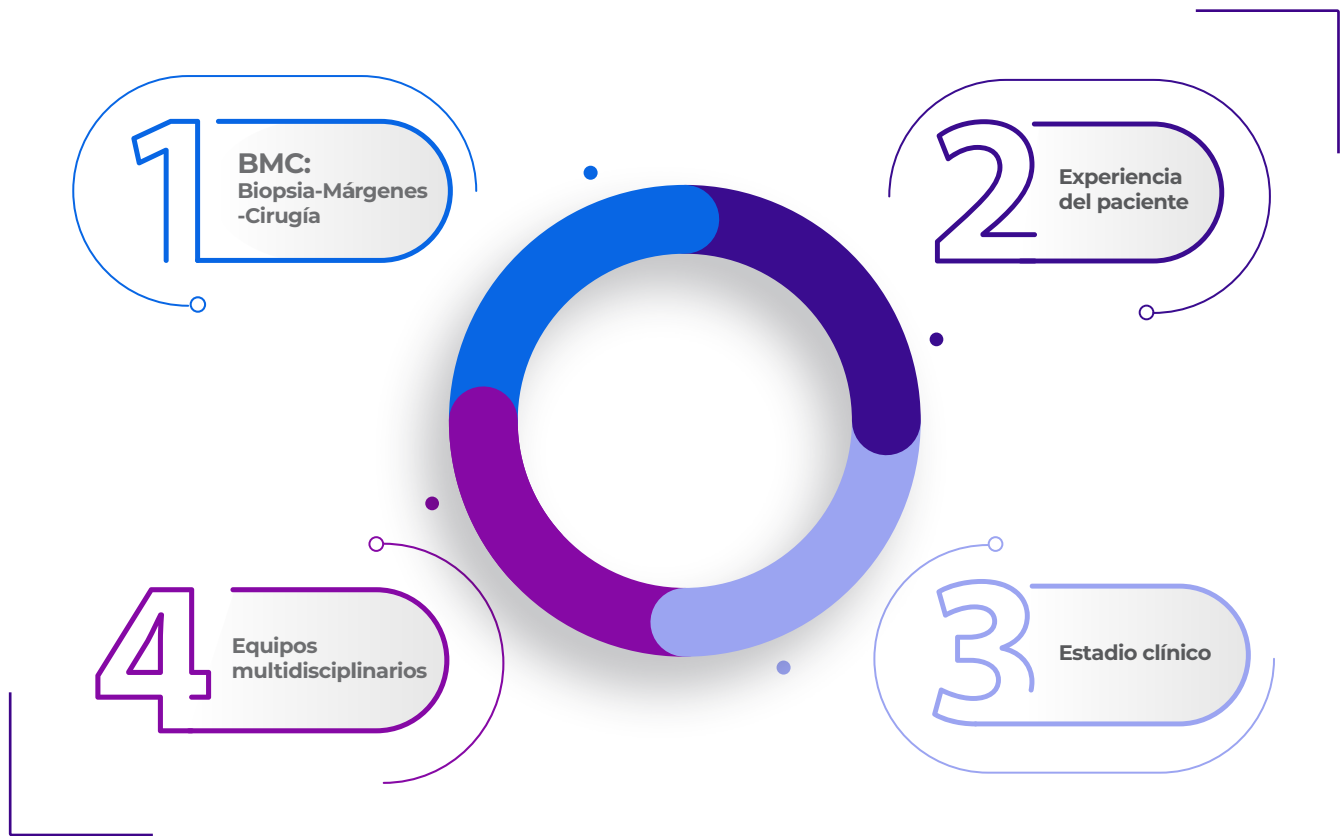 1
BMC:
Biopsia-Márgenes
-Cirugía
2
Experiencia
del paciente
3
Estadio clínico
4
Equipos
multidisciplinarios